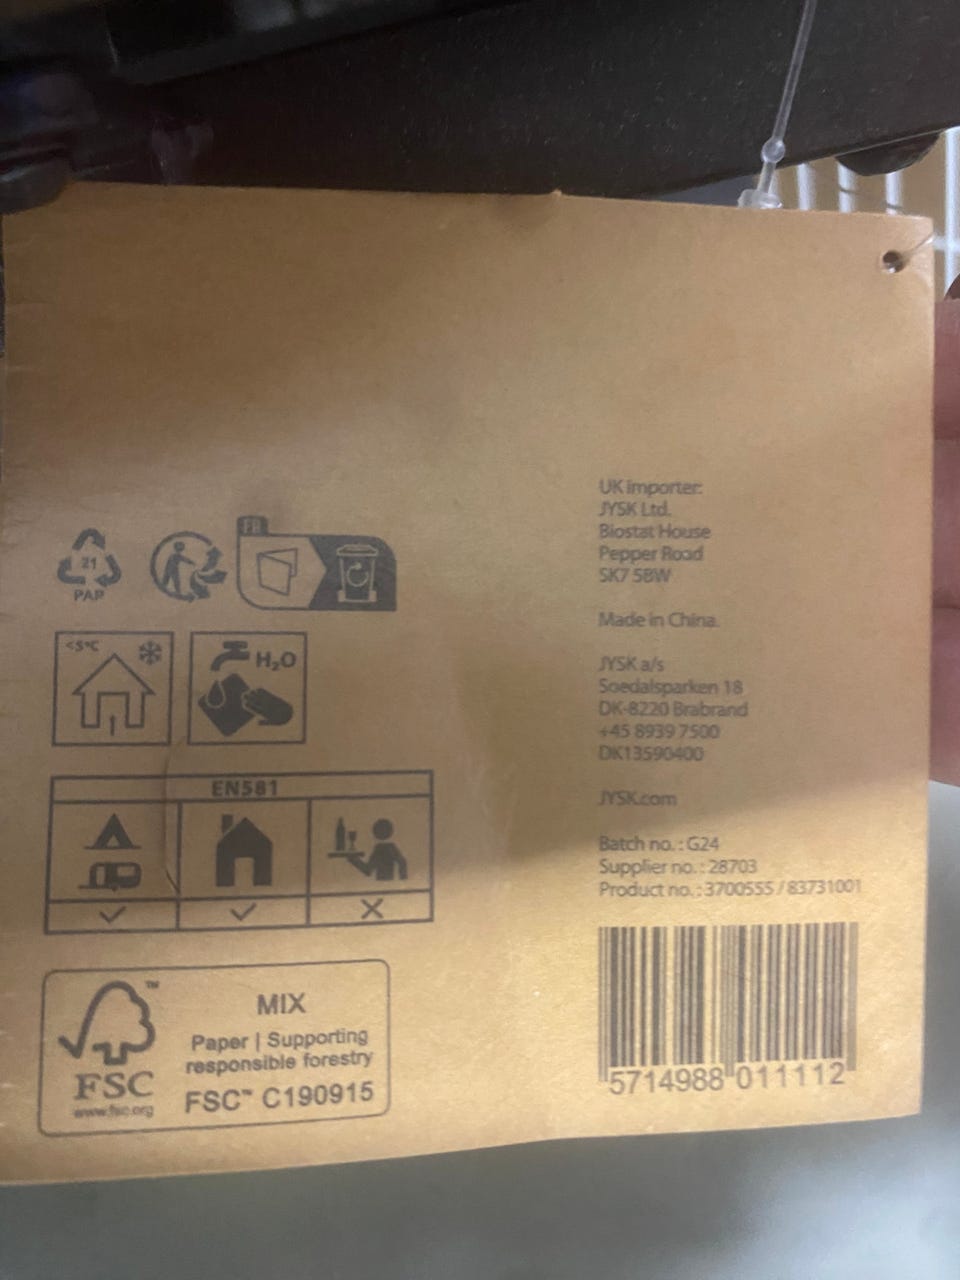 UK importer:
JYSK Ltd.
Biostat House
Pepper Road
SK7 5BW
Made in China.
JYSK a/s
Soedalsparken 18
DK-8220 Brabrand
+45 8939 7500
DK13590400
JYSK.com
Batch no.: G24
Supplier no.: 28703
Product no.: 3700555 / 83731001
5714988 011112
FR
21
PAP
<5°C
H₂O
EN581
MIX
Paper | Supporting
responsible forestry
FSC™ C190915
TM
FSC
www.fsc.org